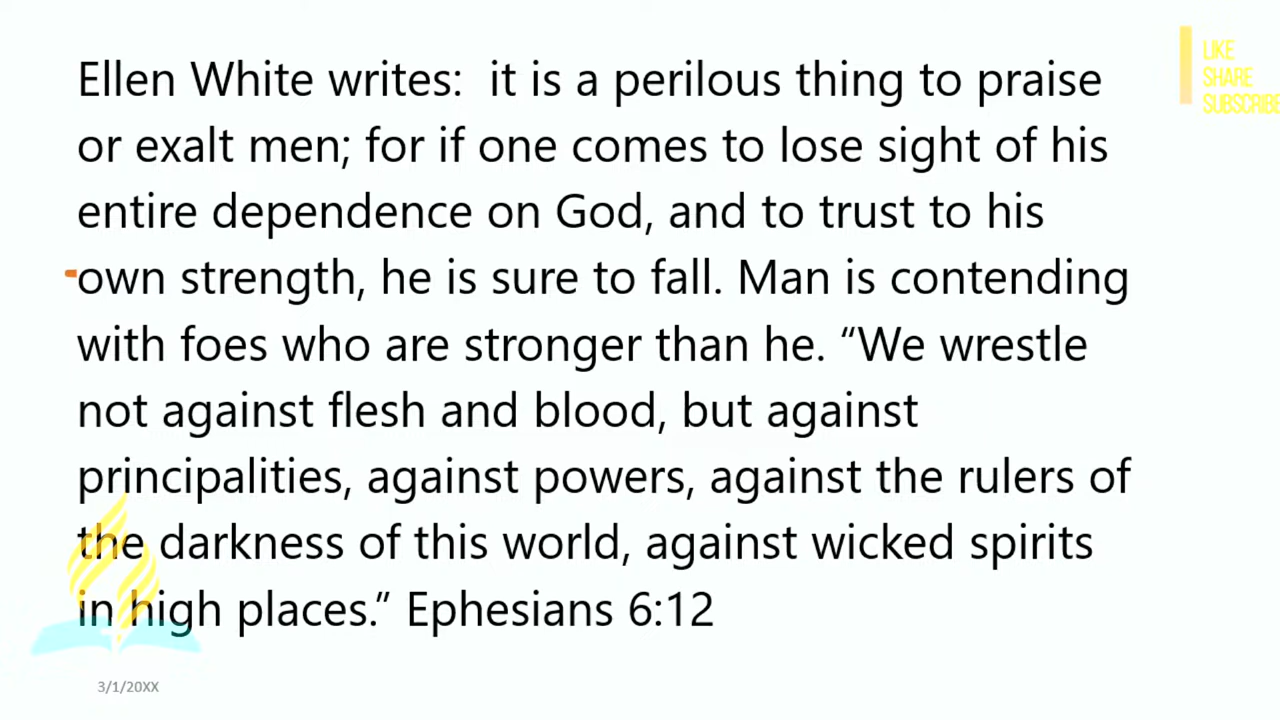 Ellen White writes:  it is a perilous thing to praise
or exalt men; for if one comes to lose sight of his
entire dependence on God, and to trust to his
own strength, he is sure to fall. Man is contending
with foes who are stronger than he. “We wrestle
not against flesh and blood, but against
principalities, against powers, against the rulers of
the darkness of this world, against wicked spirits
in high places.” Ephesians 6:12
LIKE
SHARE
SUBSCRIBE
3/1/20XX